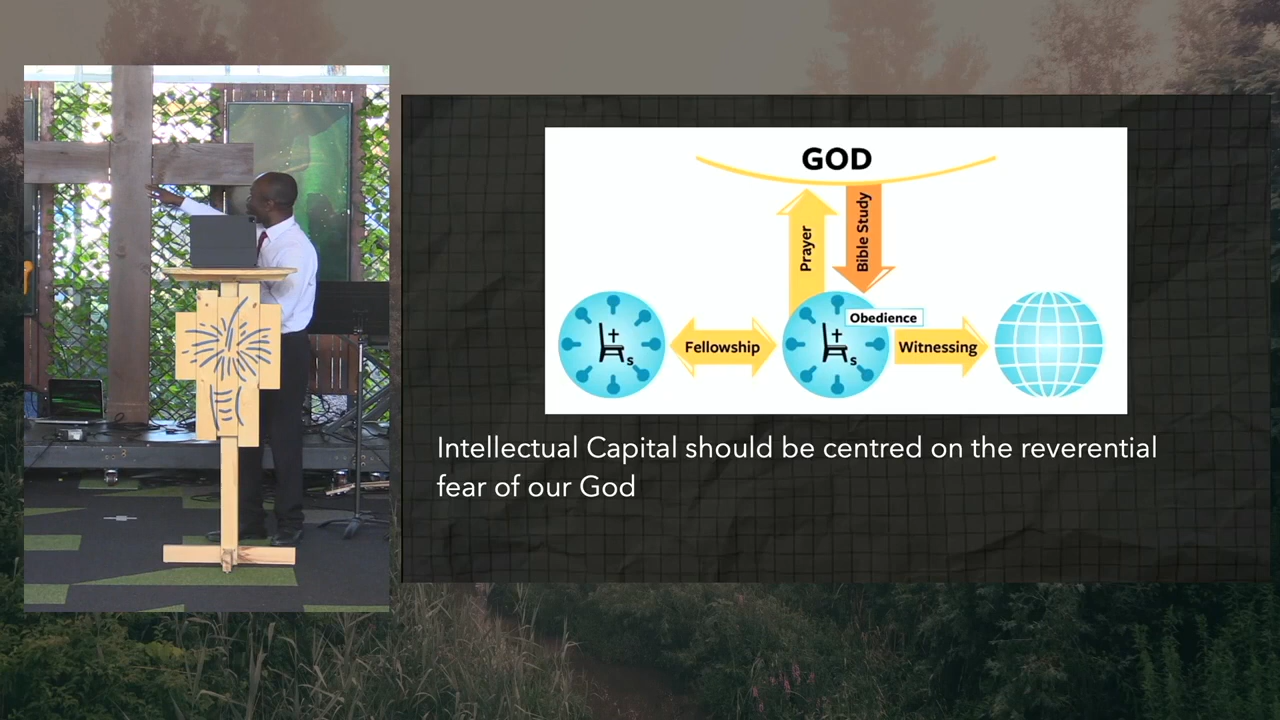 GOD
Prayer
Bible Study
Obedience
s
Fellowship
s
Witnessing
Intellectual Capital should be centred on the reverential
fear of our God